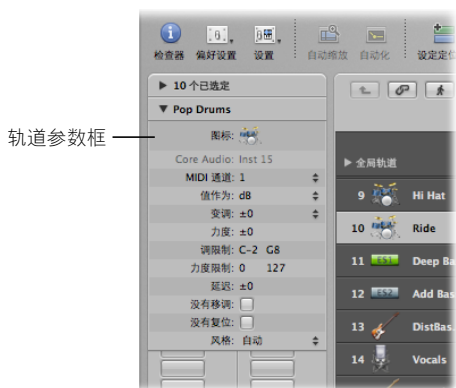 检查器 偏好设置 设置 自动缩放 自动化
▶ 10 个已选定
▼ Pop Drums
轨道参数框
图标:
Core Audio: Inst 15
MIDI 通道: 1
值作为: dB
变调: ±0
力度: ±0
调限制: C-2 G8
力度限制: 0 127
延迟: ±0
没有移调:
没有复位:
风格: 自动
▶ 全局轨道
9 Hi Hat
10 Ride
11 ES1 Deep Ba
12 ES2 Add Bas
13 DistBas
14 Vocals